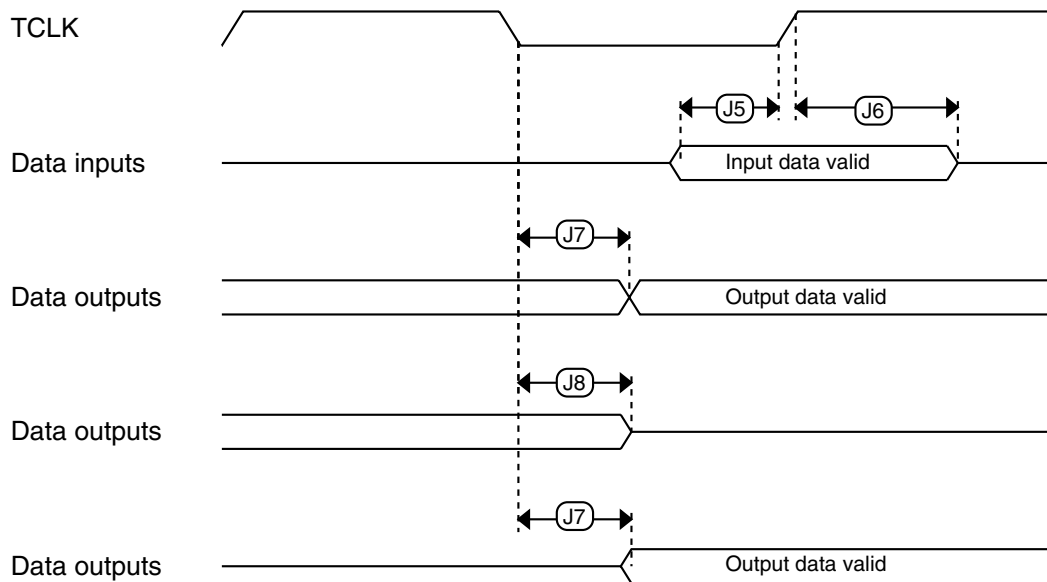 TCLK
J5
J6
Data inputs
Input data valid
J7
Data outputs
Output data valid
J8
Data outputs
J7
Data outputs
Output data valid